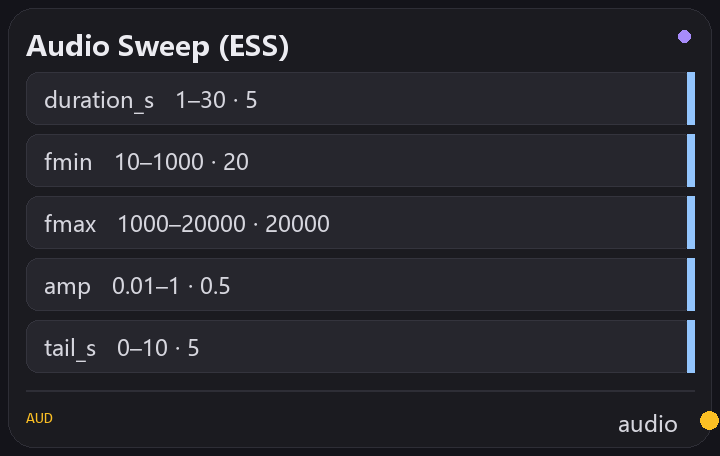 Audio Sweep (ESS)
duration_s 1–30 · 5
fmin 10–1000 · 20
fmax 1000–20000 · 20000
amp 0.01–1 · 0.5
tail_s 0–10 · 5
AUD
audio